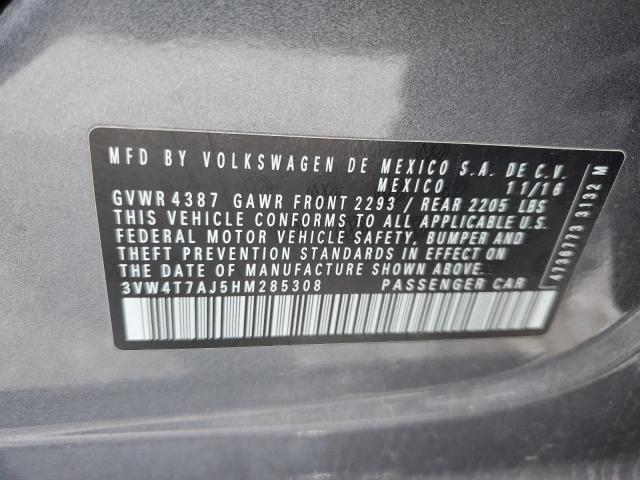 MFD BY VOLKSWAGEN DE MEXICO S.A. DE C.V.
MEXICO 11/16
GVWR 4387 GAWR FRONT 2293 / REAR 2205 LBS
THIS VEHICLE CONFORMS TO ALL APPLICABLE U.S.
FEDERAL MOTOR VEHICLE SAFETY, BUMPER AND
THEFT PREVENTION STANDARDS IN EFFECT ON
THE DATE OF MANUFACTURE SHOWN ABOVE.
3VW4T7AJ5HM285308 PASSENGER CAR
4736773 3132 M